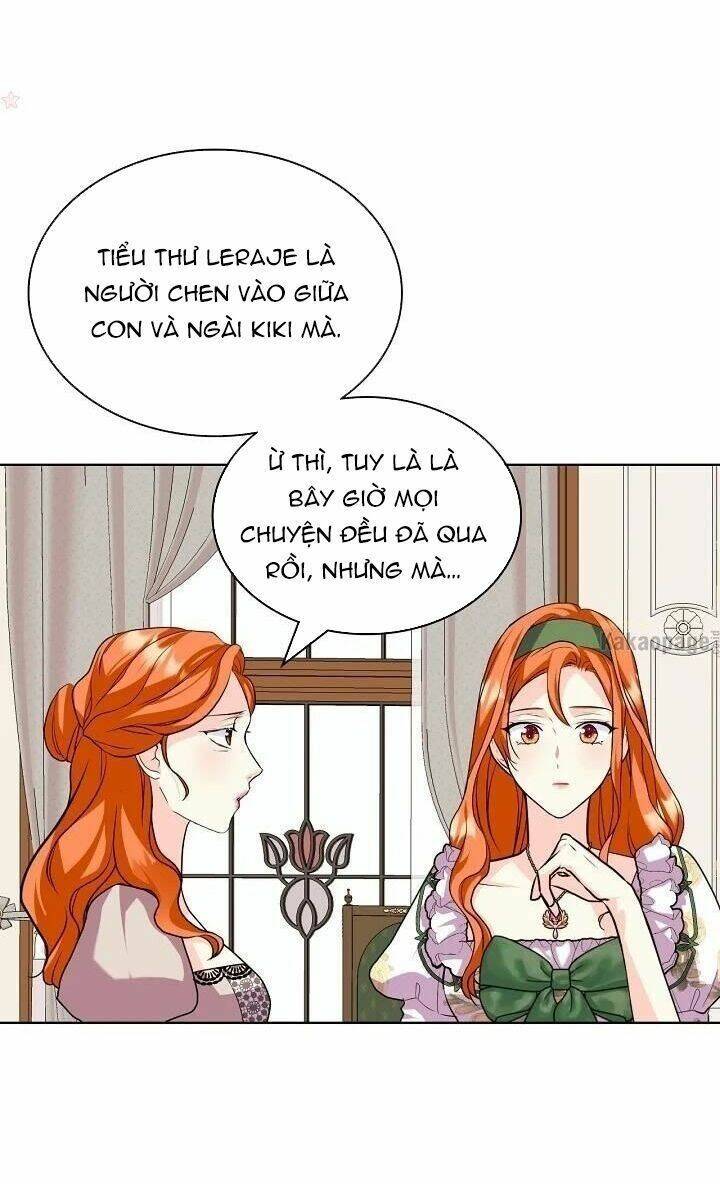 TIỂU THƯ LERAJE LÀ
NGƯỜI CHEN VÀO GIỮA
CON VÀ NGÀI KIKI MÀ.
Ừ THÌ, TUY LÀ LÀ
BÂY GIỜ MỌI
CHUYỆN ĐỀU ĐÃ QUA
RỒI, NHƯNG MÀ...
Kakaopage